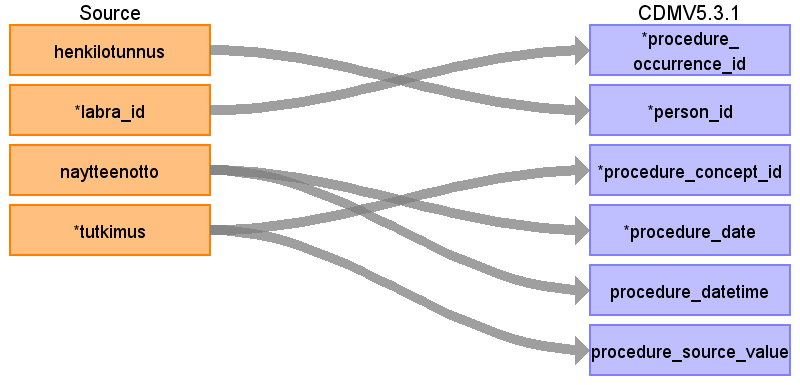 Source
CDMV5.3.1
henkilotunnus
*procedure_
occurrence_id
*labra_id
*person_id
naytteenotto
*procedure_concept_id
*tutkimus
*procedure_date
procedure_datetime
procedure_source_value